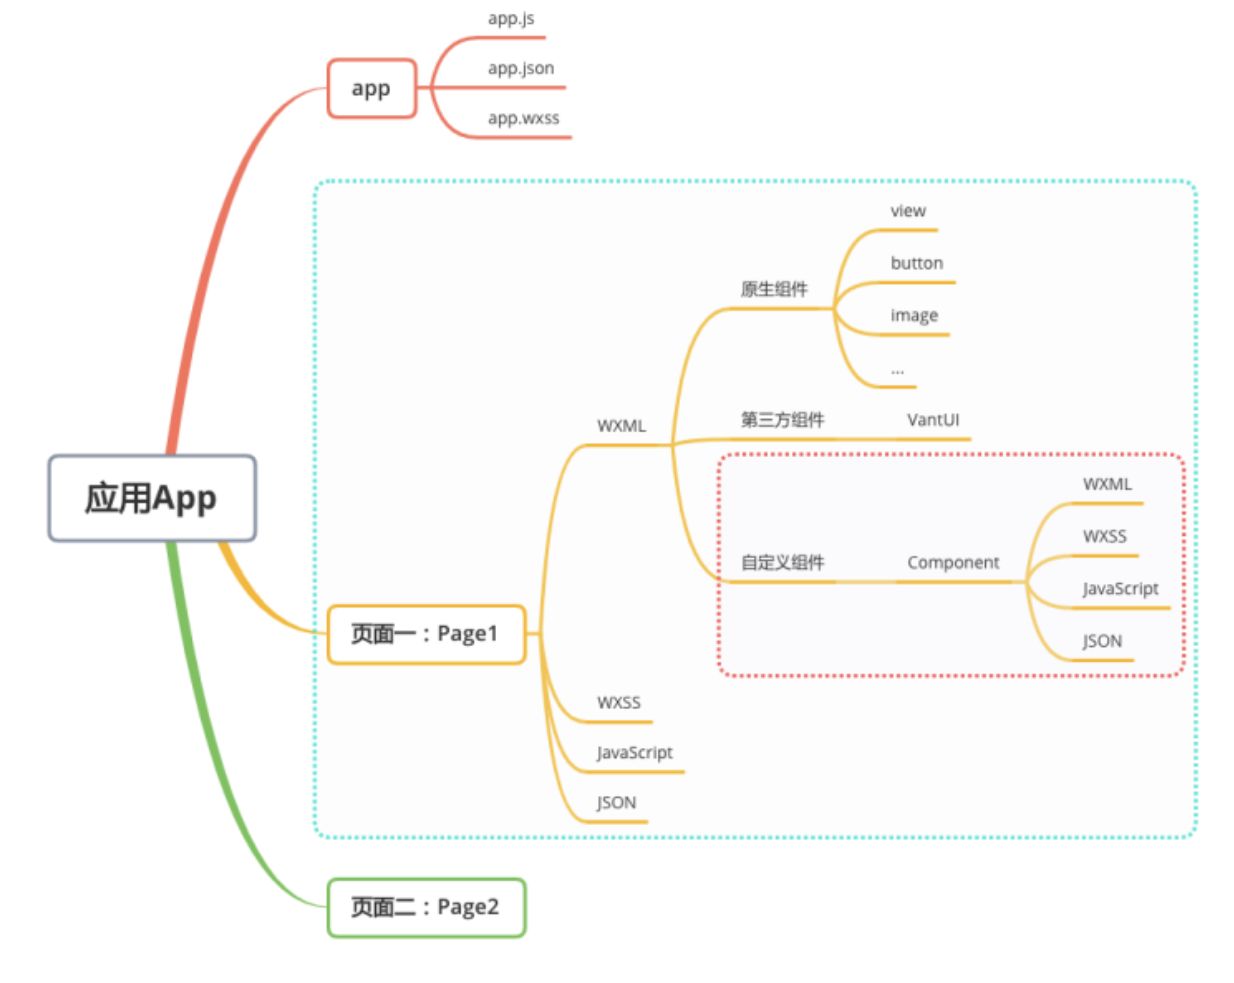 app.js
app.json
app.wxss
app
view
button
image
...
原生组件
WXML
第三方组件
VantUI
WXML
WXSS
JavaScript
JSON
自定义组件
Component
应用App
页面一：Page1
WXSS
JavaScript
JSON
页面二：Page2